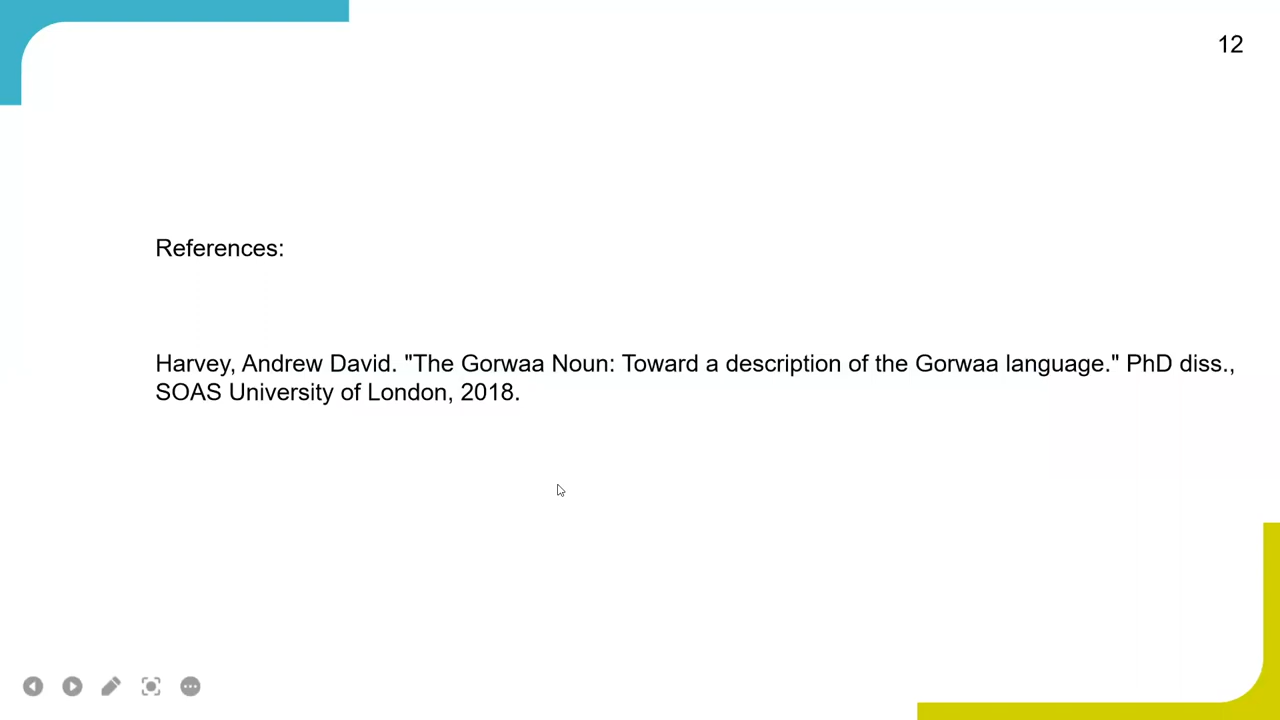 12
References:
Harvey, Andrew David. "The Gorwaa Noun: Toward a description of the Gorwaa language." PhD diss.,
SOAS University of London, 2018.